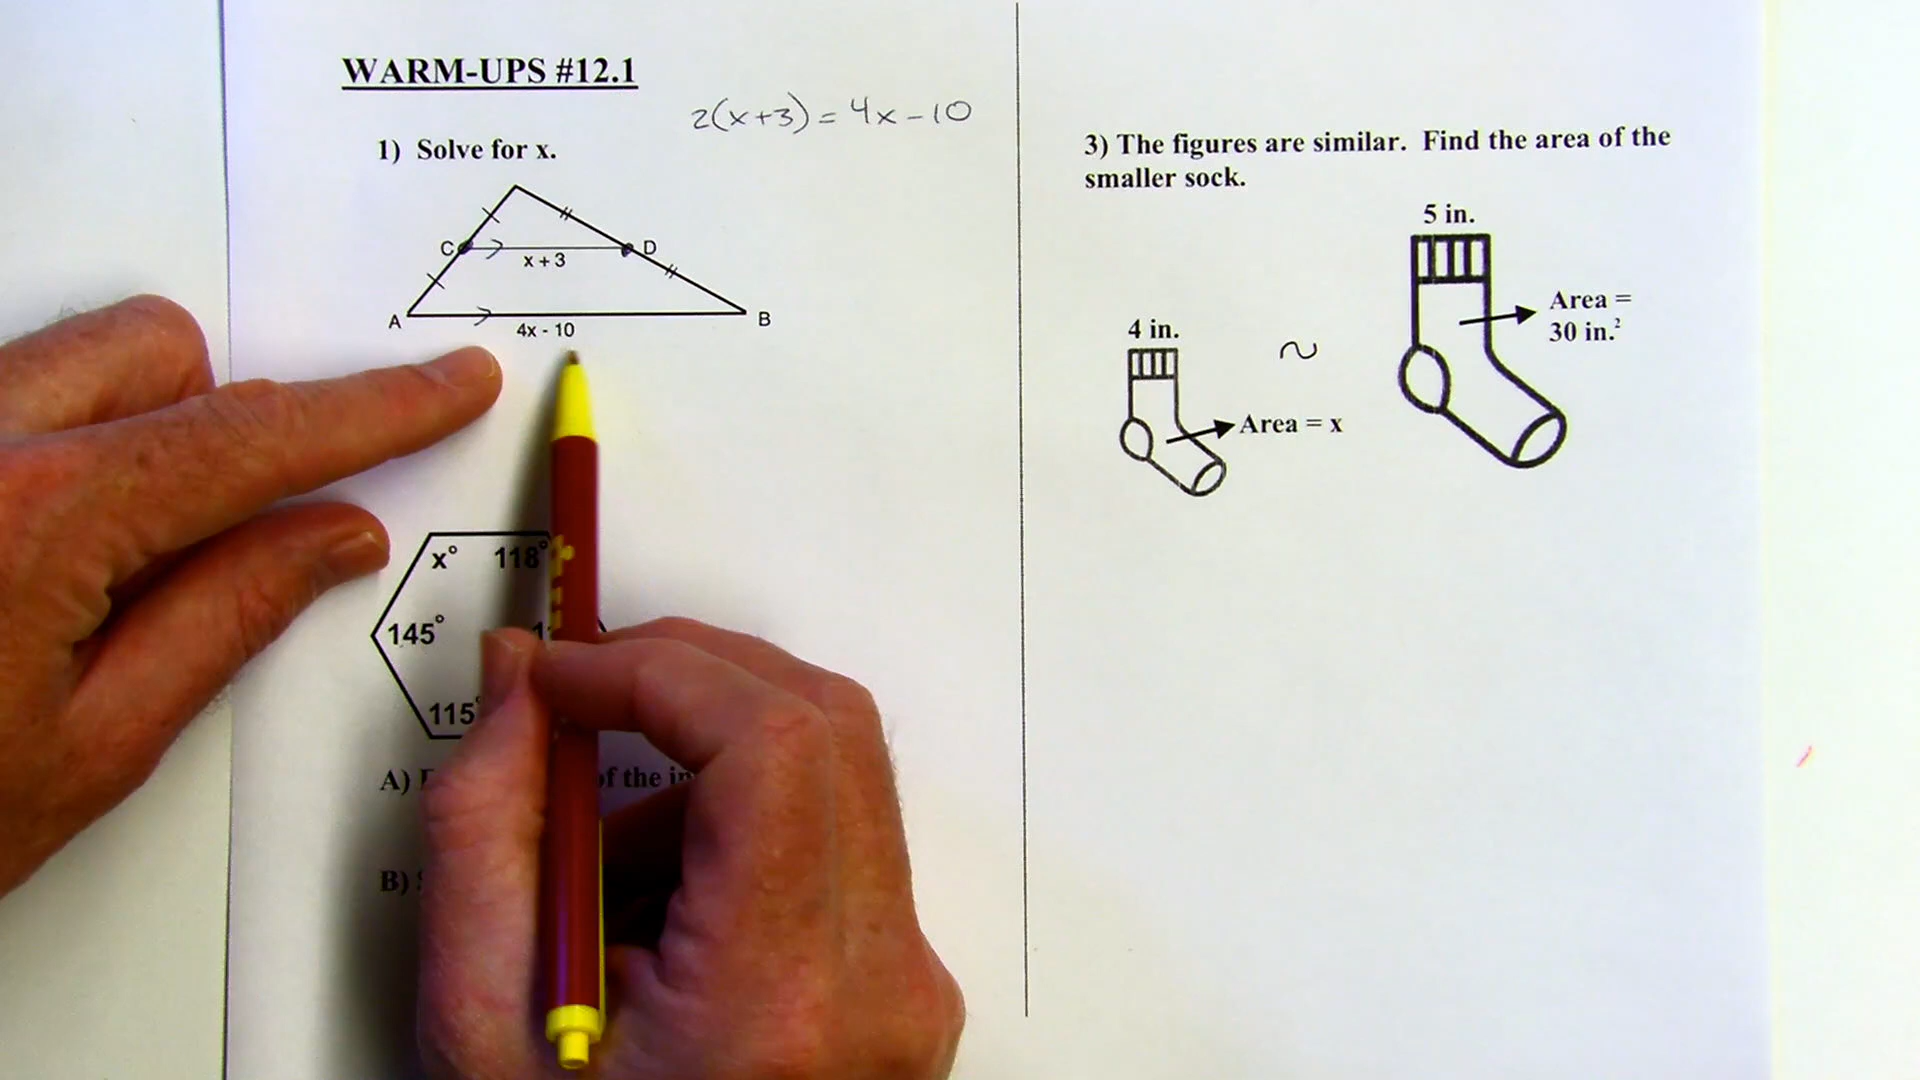 WARM-UPS #12.1
2(x+3) = 4x - 10
1) Solve for x.
C D
x + 3
A B
4x - 10
x° 118°
145°
115°
A) of the
B)
3) The figures are similar. Find the area of the
smaller sock.
5 in.
Area =
30 in.²
4 in.
~
Area = x